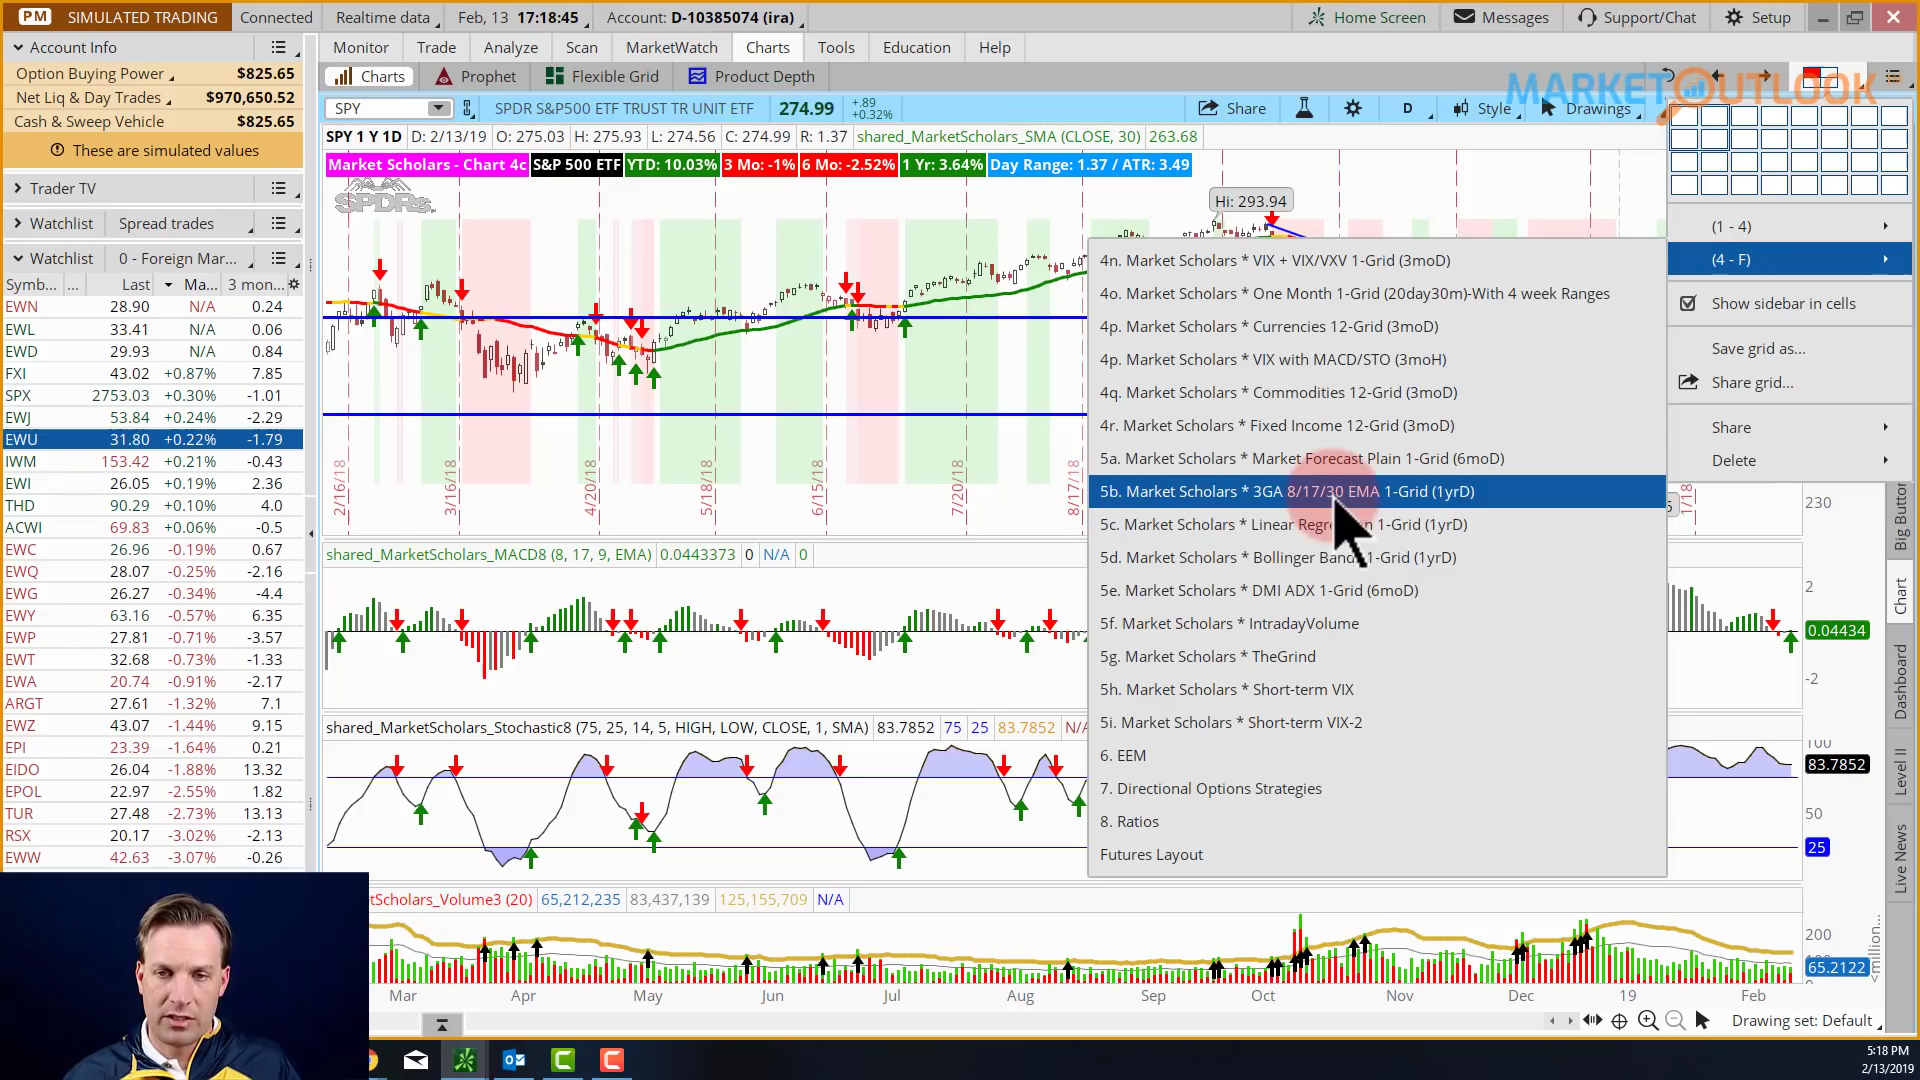 PM SIMULATED TRADING Connected Realtime data Feb, 13 17:18:45 Account: D-10385074 (ira) Home Screen Messages Support/Chat Setup
Account Info
Option Buying Power $825.65
Net Liq & Day Trades $970,650.52
Cash & Sweep Vehicle $825.65
These are simulated values
Trader TV
Watchlist Spread trades
Watchlist 0 - Foreign Mar...
Symb... ... Last Ma... 3 mon...
EWN 28.90 N/A 0.24
EWL 33.41 N/A 0.06
EWD 29.93 N/A 0.84
FXI 43.02 +0.87% 7.85
SPX 2753.03 +0.30% -1.01
EWJ 53.84 +0.24% -2.29
EWU 31.80 +0.22% -1.79
IWM 153.42 +0.21% -0.43
EWI 26.05 +0.19% 2.36
THD 90.29 +0.10% 4.04
ACWI 69.83 +0.06% -0.5
EWC 26.96 -0.19% 0.67
EWQ 28.07 -0.25% -2.16
EWG 26.27 -0.34% -4.4
EWY 63.16 -0.57% 6.35
EWP 27.81 -0.71% -3.57
EWT 32.68 -0.73% -1.33
EWA 20.74 -0.91% -2.17
ARGT 27.61 -1.32% 7.1
EWZ 43.07 -1.44% 9.15
EPI 23.39 -1.64% 0.21
EIDO 26.04 -1.88% 13.32
EPOL 22.97 -2.55% 1.82
TUR 27.48 -2.73% 13.13
RSX 20.17 -3.02% -2.13
EWW 42.63 -3.07% -0.26
Monitor Trade Analyze Scan MarketWatch Charts Tools Education Help
Charts Prophet Flexible Grid Product Depth
MARKETOUTLOOK
SPY SPDR S&P500 ETF TRUST TR UNIT ETF 274.99 +.89 +0.32% Share D Style Drawings
SPY 1 Y 1D D: 2/13/19 O: 275.03 H: 275.93 L: 274.56 C: 274.99 R: 1.37 shared_MarketScholars_SMA (CLOSE, 30) 263.68
Market Scholars - Chart 4c S&P 500 ETF YTD: 10.03% 3 Mo: -1% 6 Mo: -2.52% 1 Yr: 3.64% Day Range: 1.37 / ATR: 3.49
SPDRs
Hi: 293.94
2/16/18 3/16/18 4/20/18 5/18/18 6/15/18 7/20/18 8/17/18
230
shared_MarketScholars_MACD8 (8, 17, 9, EMA) 0.0443373 0 N/A 0
2
0.04434
-2
shared_MarketScholars_Stochastic8 (75, 25, 14, 5, HIGH, LOW, CLOSE, 1, SMA) 83.7852 75 25 83.7852 N/A
100
83.7852
50
25
etScholars_Volume3 (20) 65,212,235 83,437,139 125,155,709 N/A
200
65.2122
<million...
Mar Apr May Jun Jul Aug Sep Oct Nov Dec 19 Feb
Drawing set: Default
4n. Market Scholars * VIX + VIX/VXV 1-Grid (3moD)
4o. Market Scholars * One Month 1-Grid (20day30m)-With 4 week Ranges
4p. Market Scholars * Currencies 12-Grid (3moD)
4p. Market Scholars * VIX with MACD/STO (3moH)
4q. Market Scholars * Commodities 12-Grid (3moD)
4r. Market Scholars * Fixed Income 12-Grid (3moD)
5a. Market Scholars * Market Forecast Plain 1-Grid (6moD)
5b. Market Scholars * 3GA 8/17/30 EMA 1-Grid (1yrD)
5c. Market Scholars * Linear Regre n 1-Grid (1yrD)
5d. Market Scholars * Bollinger Band 1-Grid (1yrD)
5e. Market Scholars * DMI ADX 1-Grid (6moD)
5f. Market Scholars * IntradayVolume
5g. Market Scholars * TheGrind
5h. Market Scholars * Short-term VIX
5i. Market Scholars * Short-term VIX-2
6. EEM
7. Directional Options Strategies
8. Ratios
Futures Layout
(1 - 4)
(4 - F)
Show sidebar in cells
Save grid as...
Share grid...
Share
Delete
Big Button
Chart
Dashboard
Level II
Live News
5:18 PM
2/13/2019